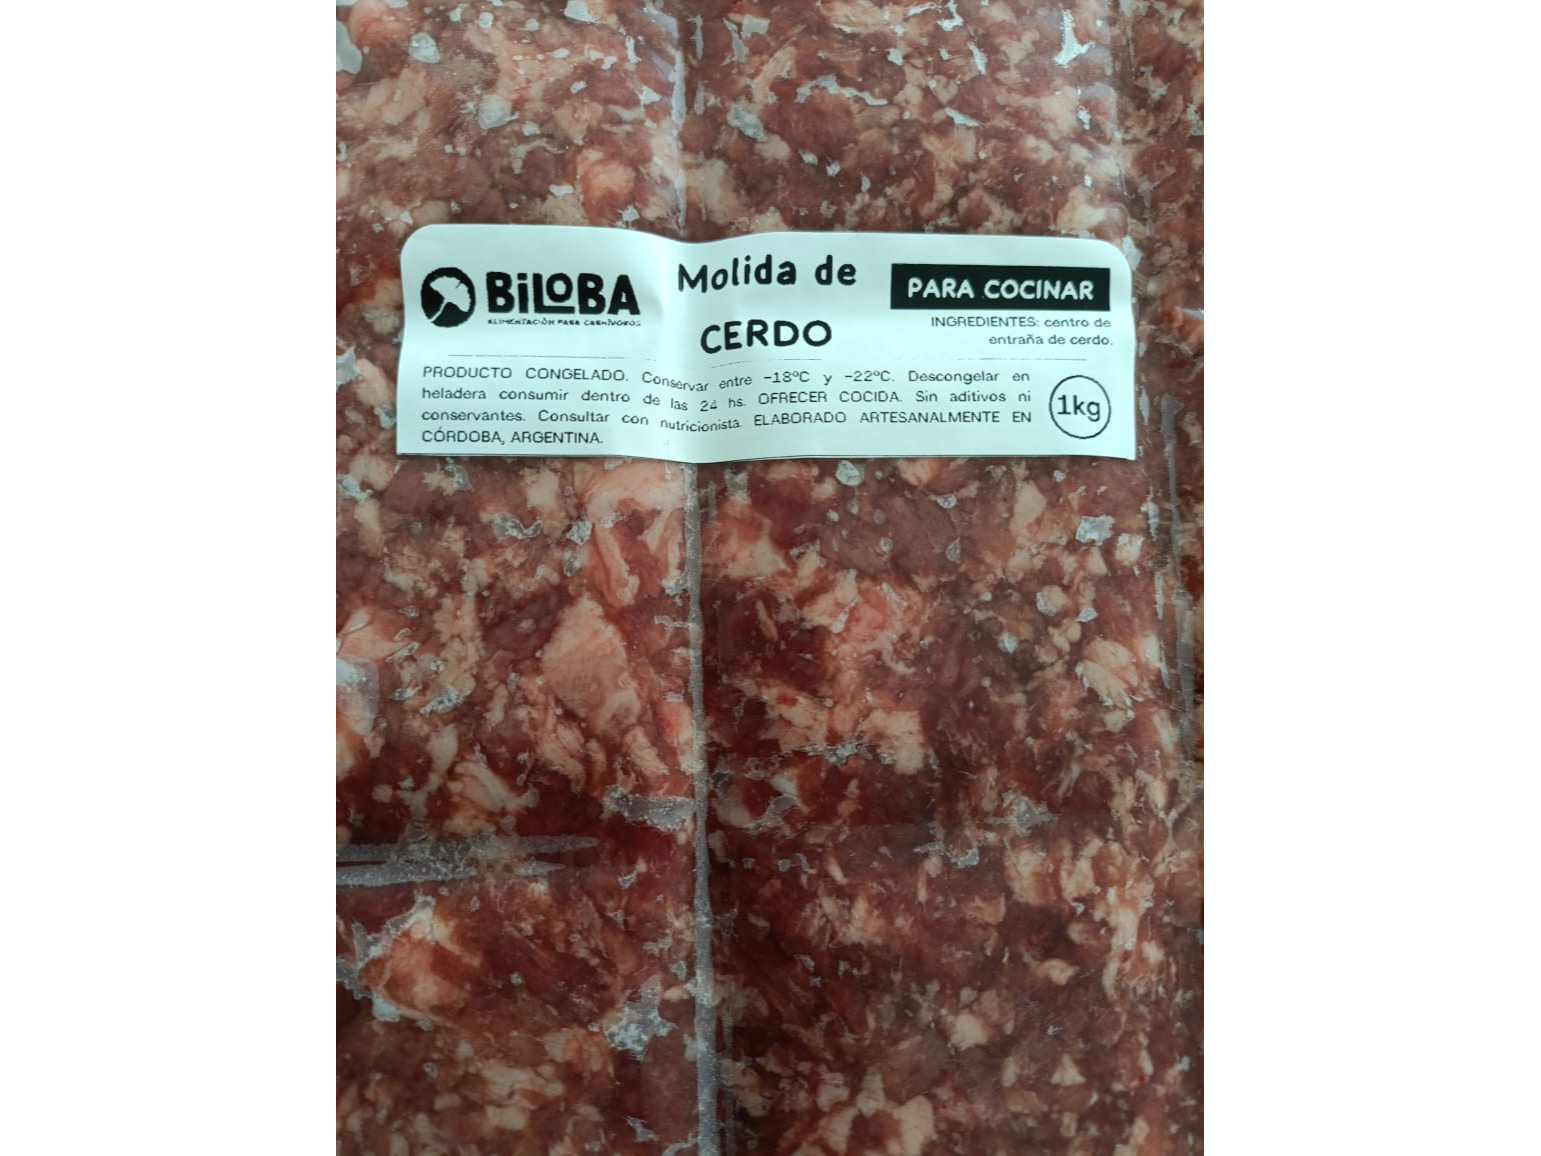 BiLOBA
ALIMENTACIÓN PARA CARNÍVOROS
Molida de
CERDO
PARA COCINAR
INGREDIENTES: centro de
entraña de cerdo.
PRODUCTO CONGELADO. Conservar entre -18ºC y -22ºC. Descongelar en
heladera consumir dentro de las 24 hs. OFRECER COCIDA. Sin aditivos ni
conservantes. Consultar con nutricionista. ELABORADO ARTESANALMENTE EN
CÓRDOBA, ARGENTINA.
1kg